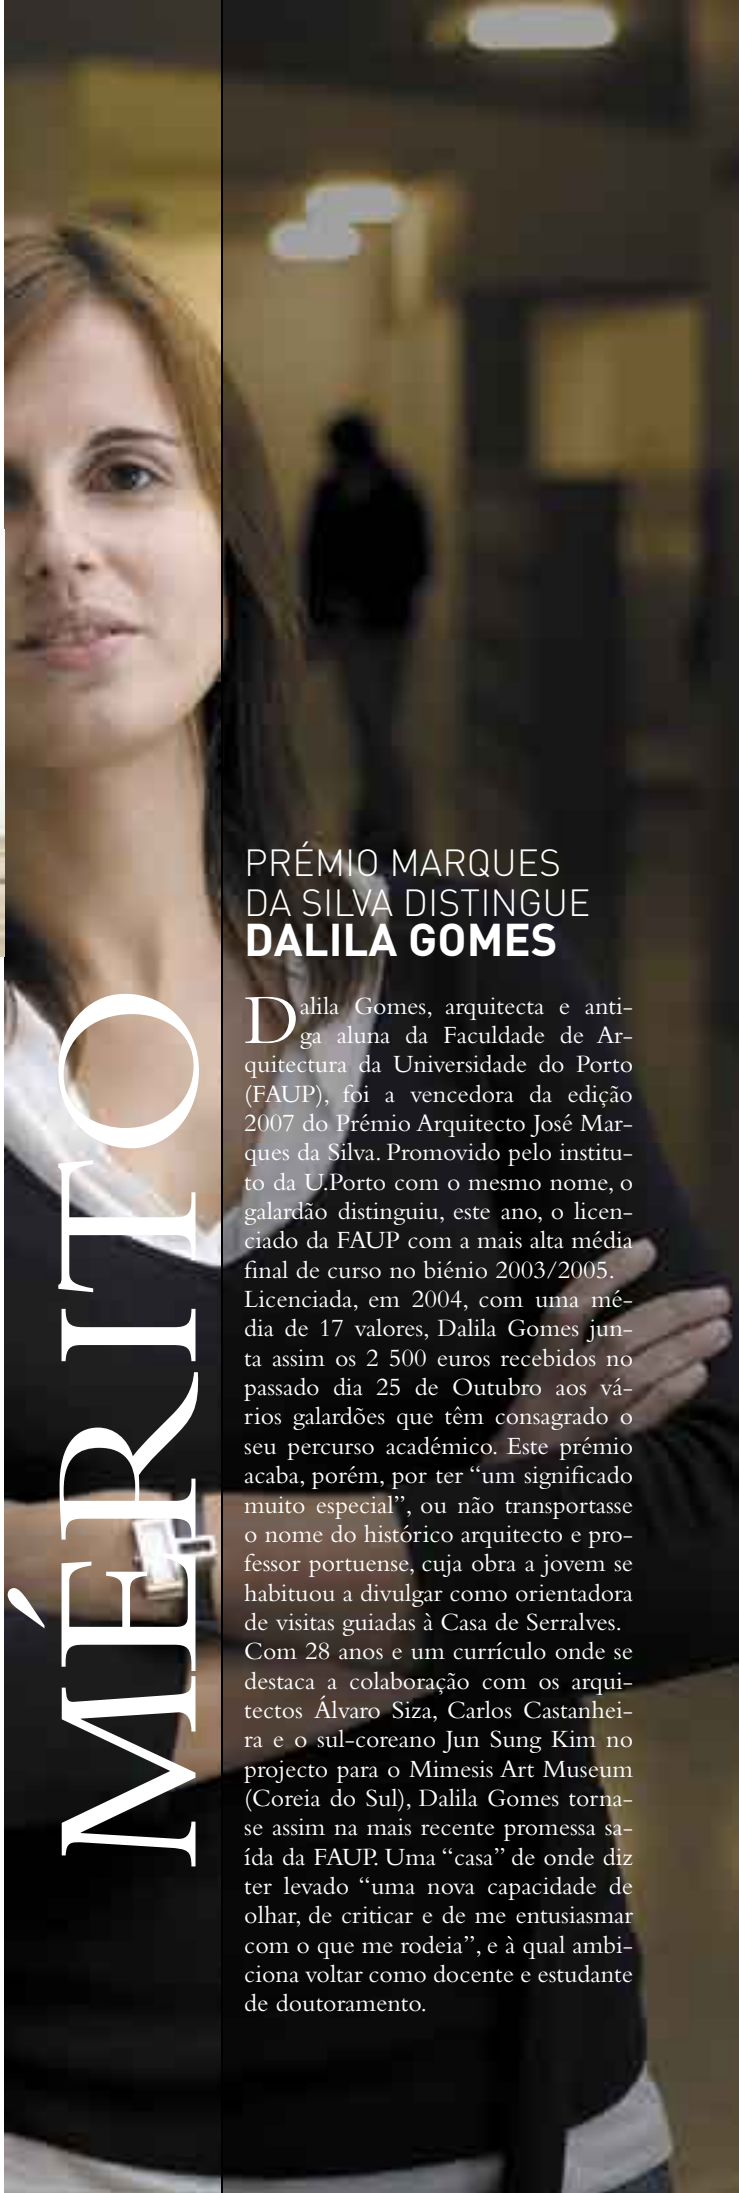 MÉRITO
PRÉMIO MARQUES
DA SILVA DISTINGUE
DALILA GOMES
Dalila Gomes, arquitecta e anti-
ga aluna da Faculdade de Ar-
quitectura da Universidade do Porto
(FAUP), foi a vencedora da edição
2007 do Prémio Arquitecto José Mar-
ques da Silva. Promovido pelo institu-
to da U.Porto com o mesmo nome, o
galardão distinguiu, este ano, o licen-
ciado da FAUP com a mais alta média
final de curso no biénio 2003/2005.
Licenciada, em 2004, com uma mé-
dia de 17 valores, Dalila Gomes jun-
ta assim os 2 500 euros recebidos no
passado dia 25 de Outubro aos vá-
rios galardões que têm consagrado o
seu percurso académico. Este prémio
acaba, porém, por ter “um significado
muito especial”, ou não transportasse
o nome do histórico arquitecto e pro-
fessor portuense, cuja obra a jovem se
habituou a divulgar como orientadora
de visitas guiadas à Casa de Serralves.
Com 28 anos e um currículo onde se
destaca a colaboração com os arqui-
tectos Álvaro Siza, Carlos Castanhei-
ra e o sul-coreano Jun Sung Kim no
projecto para o Mimesis Art Museum
(Coreia do Sul), Dalila Gomes torna-
se assim na mais recente promessa sa-
ída da FAUP. Uma “casa” de onde diz
ter levado “uma nova capacidade de
olhar, de criticar e de me entusiasmar
com o que me rodeia”, e à qual ambi-
ciona voltar como docente e estudante
de doutoramento.